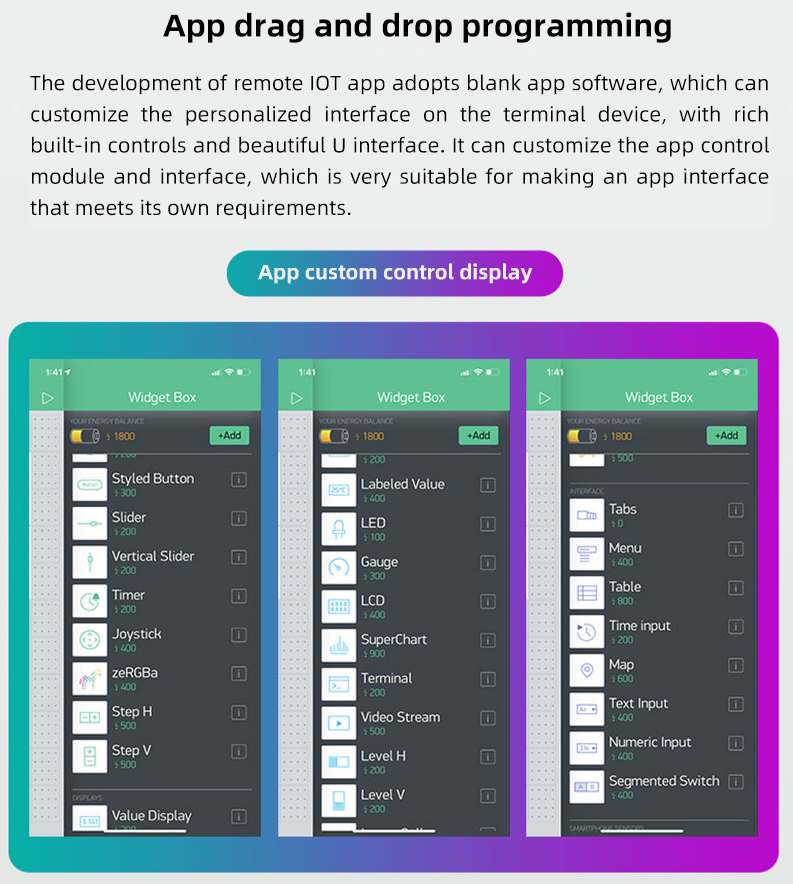 App drag and drop programming
The development of remote IOT app adopts blank app software, which can
customize the personalized interface on the terminal device, with rich
built-in controls and beautiful U interface. It can customize the app control
module and interface, which is very suitable for making an app interface
that meets its own requirements.
App custom control display
1:41
Widget Box
YOUR ENERGY BALANCE
1800
+Add
Styled Button
300
Slider
200
Vertical Slider
200
Timer
200
Joystick
400
zeRGBa
400
Step H
500
Step V
500
DISPLAYS
3.141
Value Display
200
1:41
Widget Box
YOUR ENERGY BALANCE
1800
+Add
200
25°C
Labeled Value
400
LED
100
Gauge
300
LCD
400
SuperChart
900
Terminal
200
Video Stream
500
Level H
200
Level V
200
1:41
Widget Box
YOUR ENERGY BALANCE
1800
+Add
500
INTERFACE
Tabs
0
Menu
400
Table
800
Time input
200
Map
600
Text Input
400
Numeric Input
400
A B
Segmented Switch
400
SMARTPHONE SENSORS